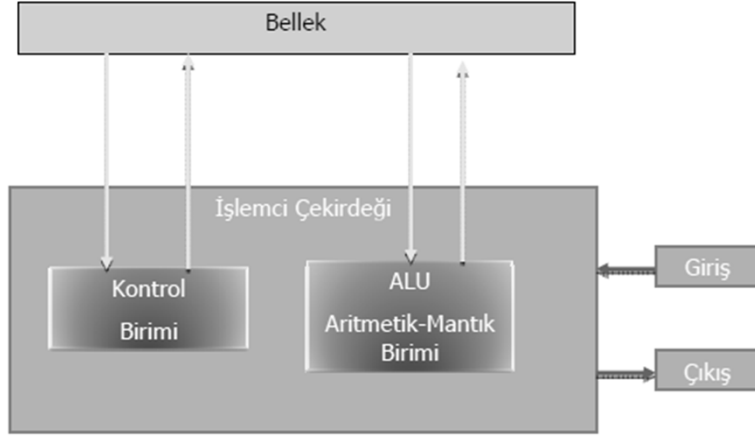 Bellek
İşlemci Çekirdeği
Kontrol
Birimi
ALU
Aritmetik-Mantık
Birimi
Giriş
Çıkış